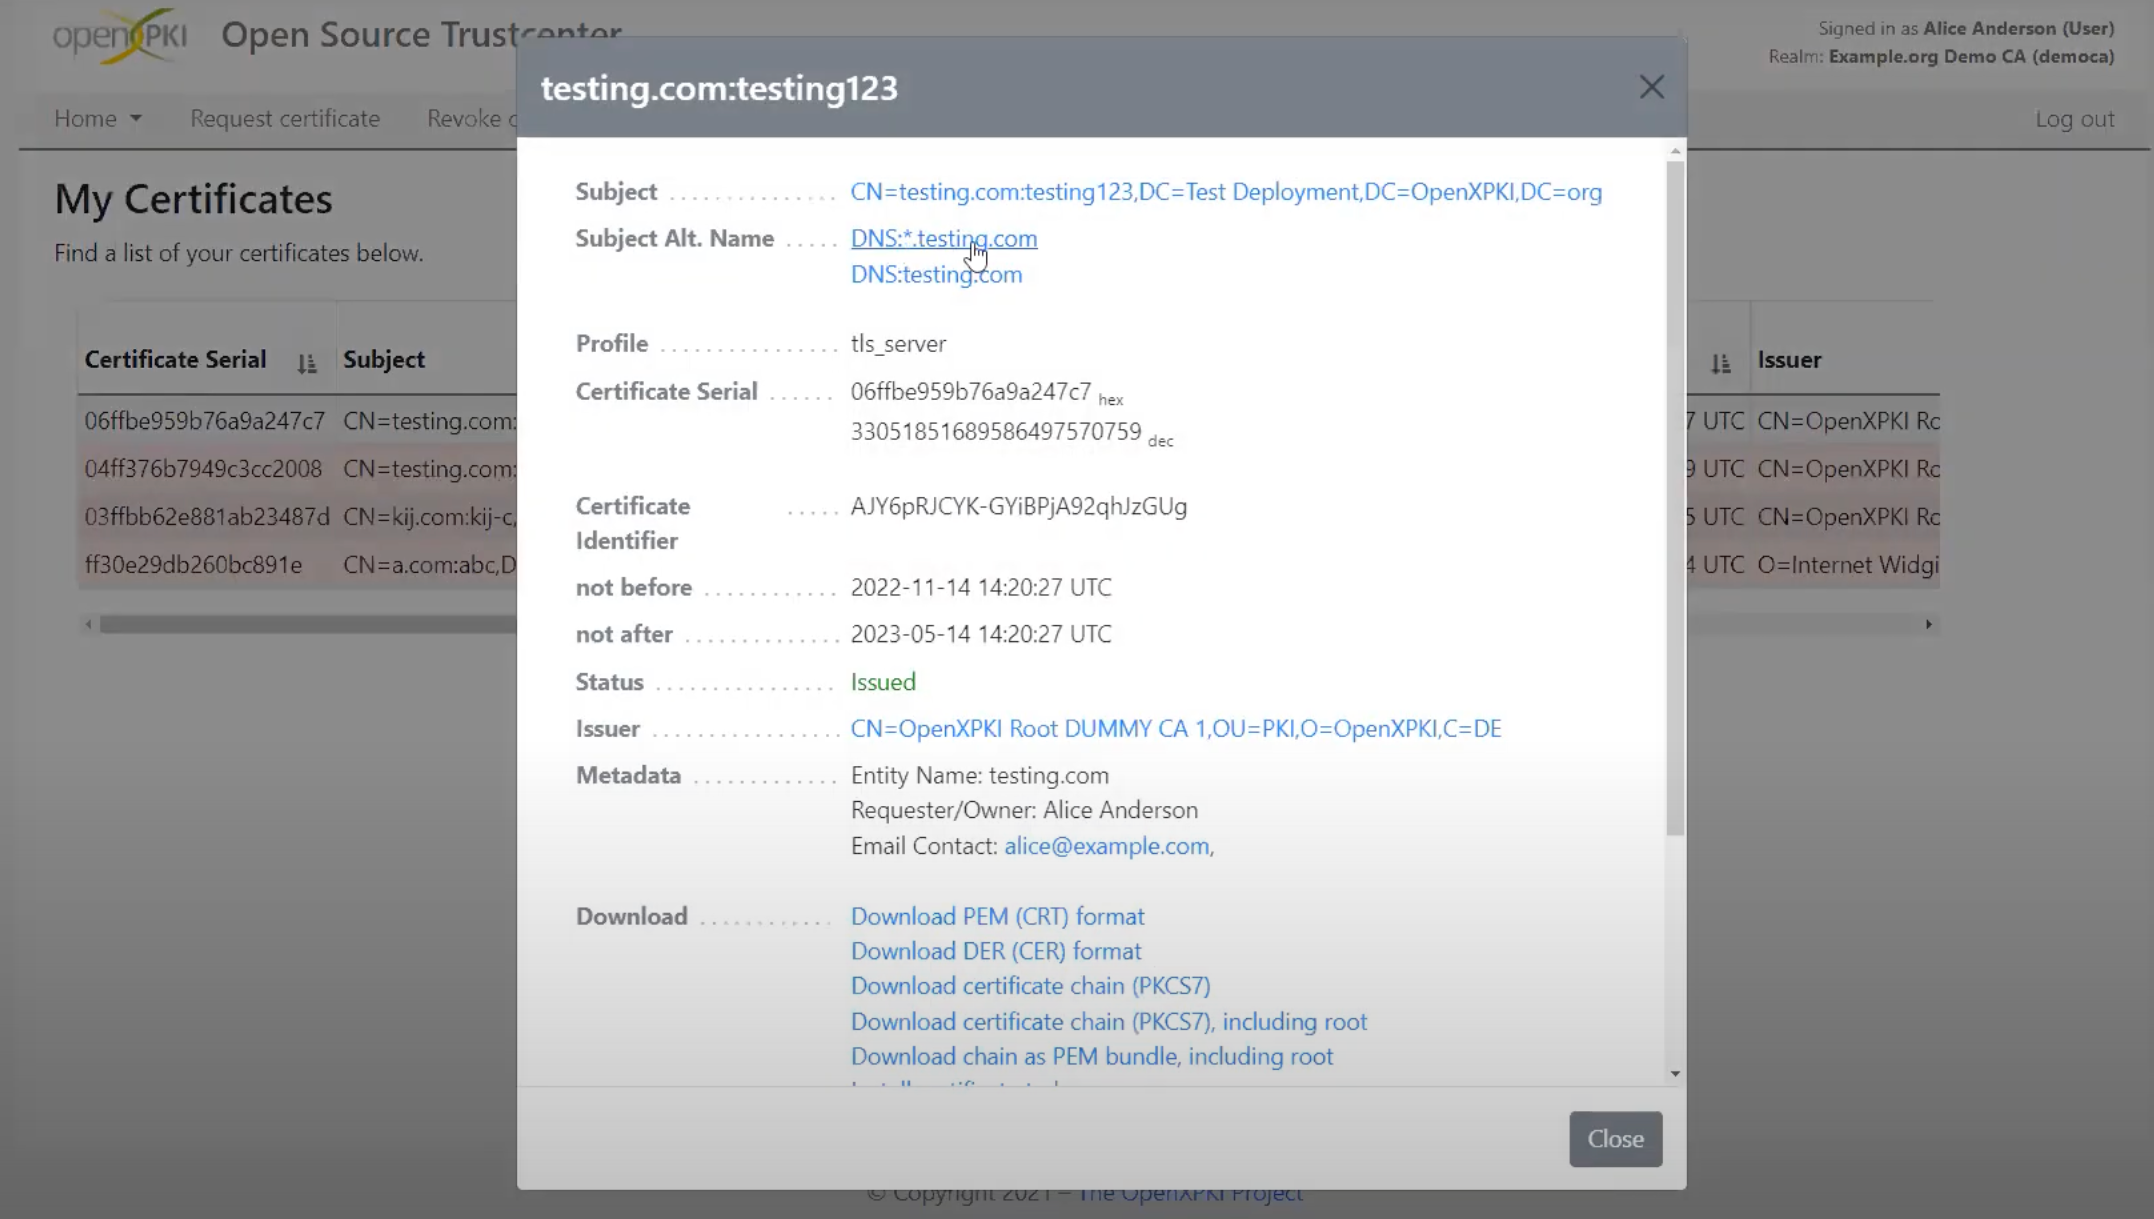 openXPKI Open Source Trustcenter
Signed in as Alice Anderson (User)
Realm: Example.org Demo CA (democa)
Home Request certificate Revoke Log out
My Certificates
Find a list of your certificates below.
Certificate Serial Subject Issuer
06ffbe959b76a9a247c7 CN=testing.com: 7 UTC CN=OpenXPKI Ro
04ff376b7949c3cc2008 CN=testing.com: 9 UTC CN=OpenXPKI Ro
03ffbb62e881ab23487d CN=kij.com:kij-c, 5 UTC CN=OpenXPKI Ro
ff30e29db260bc891e CN=a.com:abc,D 4 UTC O=Internet Widgi
testing.com:testing123
Subject .............. CN=testing.com:testing123,DC=Test Deployment,DC=OpenXPKI,DC=org
Subject Alt. Name ..... DNS:*.testing.com
DNS:testing.com
Profile ............... tls_server
Certificate Serial ...... 06ffbe959b76a9a247c7 hex
33051851689586497570759 dec
Certificate Identifier ..... AJY6pRJCYK-GYiBPjA92qhJzGUg
not before ........... 2022-11-14 14:20:27 UTC
not after ............. 2023-05-14 14:20:27 UTC
Status ............... Issued
Issuer ................ CN=OpenXPKI Root DUMMY CA 1,OU=PKI,O=OpenXPKI,C=DE
Metadata ............ Entity Name: testing.com
Requester/Owner: Alice Anderson
Email Contact: alice@example.com,
Download ........... Download PEM (CRT) format
Download DER (CER) format
Download certificate chain (PKCS7)
Download certificate chain (PKCS7), including root
Download chain as PEM bundle, including root
Close
© Copyright 2021 – The OpenXPKI Project